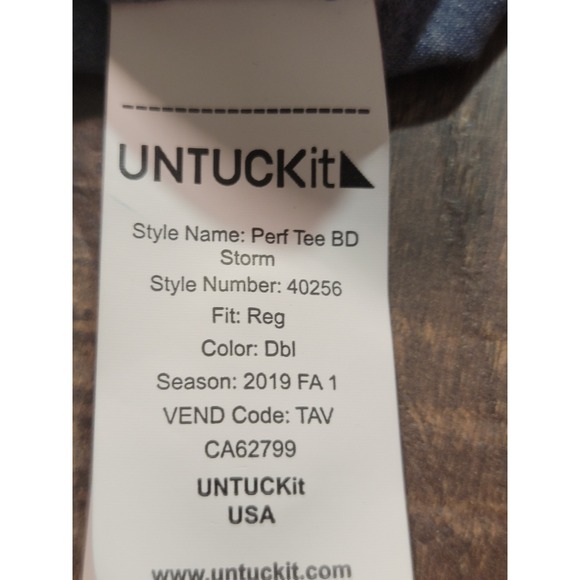 UNTUCKit
Style Name: Perf Tee BD
Storm
Style Number: 40256
Fit: Reg
Color: Dbl
Season: 2019 FA 1
VEND Code: TAV
CA62799
UNTUCKit
USA
www.untuckit.com